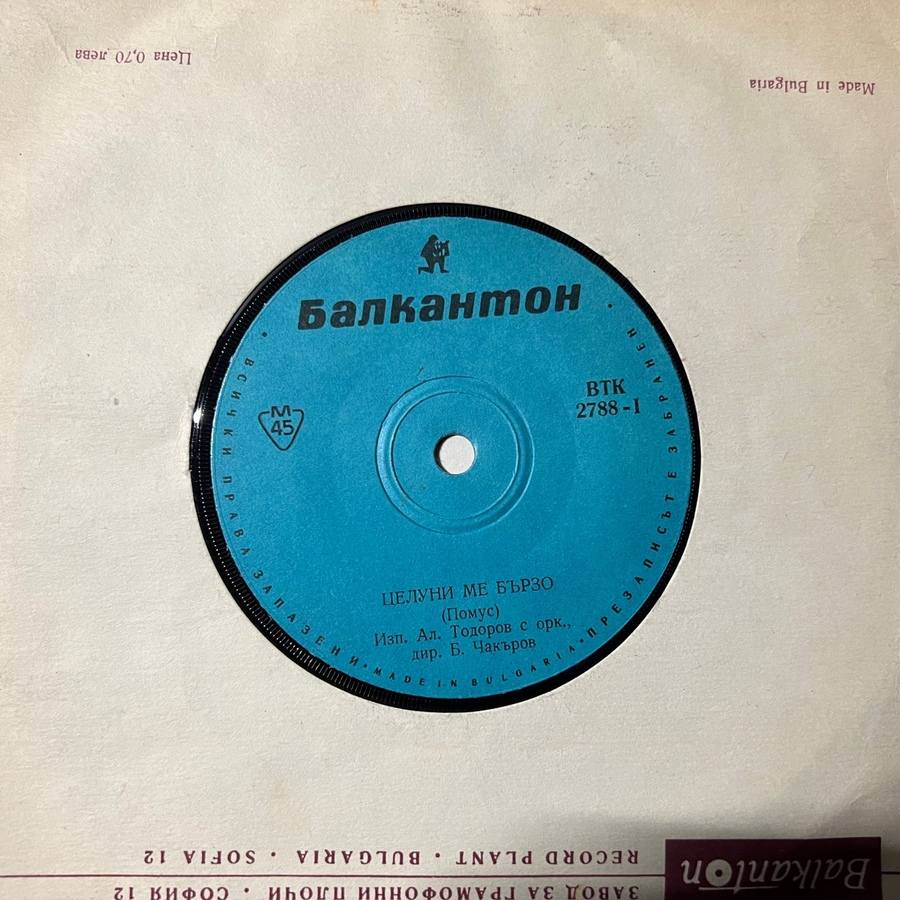 Цена 0,70 лева
Made in Bulgaria
Балкантон
М
45
ВТК
2788-I
ЦЕЛУНИ МЕ БЪРЗО
(Помус)
Изп. Ал. Тодоров с орк.,
дир. Б. Чакъров
• ВСИЧКИ ПРАВА ЗАПАЗЕНИ • MADE IN BULGARIA • ПРЕЗАПИСЪТЕ ЗАБРАНЕН •
Balkanton
ЗАВОД ЗА ГРАМОФОННИ ПЛОЧИ • СОФИЯ 12
RECORD PLANT • BULGARIA • SOFIA 12